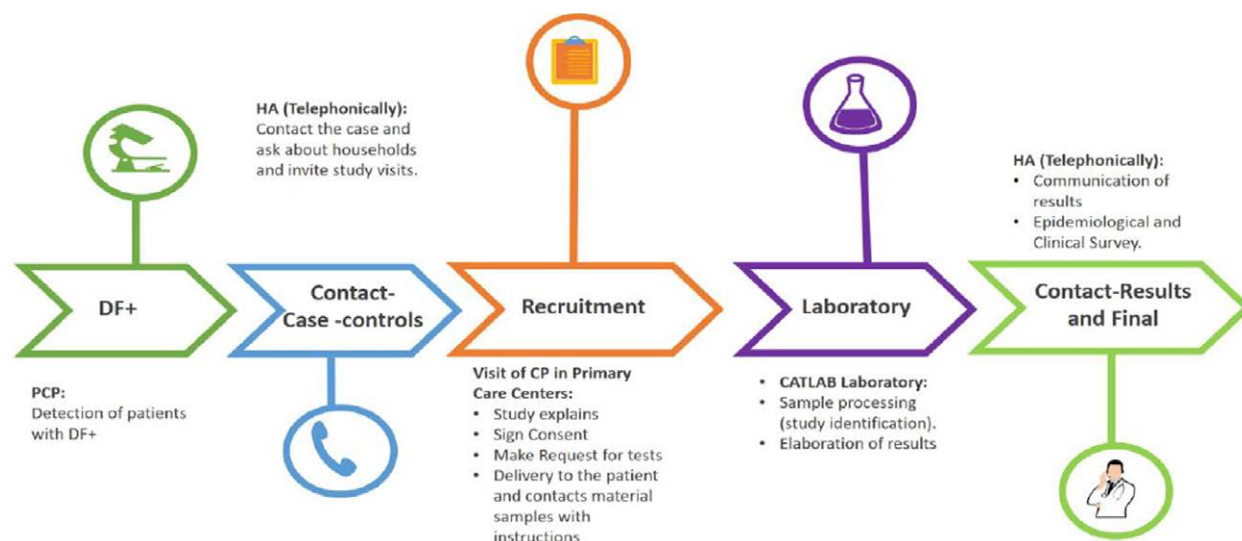 HA (Telephonically):
Contact the case and
ask about households
and invite study visits.
HA (Telephonically):
• Communication of
results
• Epidemiological and
Clinical Survey.
DF+
Contact-
Case -controls
Recruitment
Laboratory
Contact-Results
and Final
PCP:
Detection of patients
with DF+
Visit of CP in Primary
Care Centers:
• Study explains
• Sign Consent
• Make Request for tests
• Delivery to the patient
and contacts material
samples with
instructions
• CATLAB Laboratory:
• Sample processing
(study identification).
• Elaboration of results